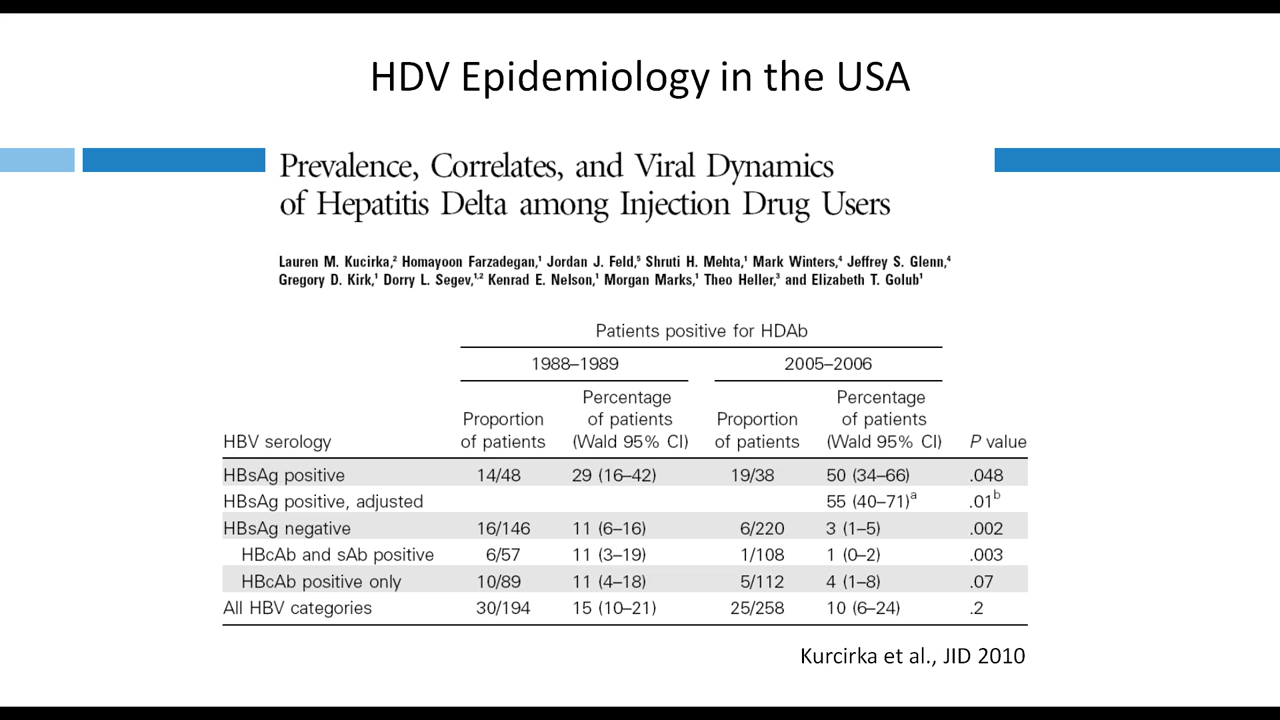 HDV Epidemiology in the USA
Prevalence, Correlates, and Viral Dynamics
of Hepatitis Delta among Injection Drug Users
Lauren M. Kucirka,² Homayoon Farzadegan,¹ Jordan J. Feld,⁵ Shruti H. Mehta,¹ Mark Winters,⁴ Jeffrey S. Glenn,⁴
Gregory D. Kirk,¹ Dorry L. Segev,¹,² Kenrad E. Nelson,¹ Morgan Marks,¹ Theo Heller,³ and Elizabeth T. Golub¹
Patients positive for HDAb
1988–1989 2005–2006
Percentage Percentage
Proportion of patients Proportion of patients
HBV serology of patients (Wald 95% CI) of patients (Wald 95% CI) P value
HBsAg positive 14/48 29 (16–42) 19/38 50 (34–66) .048
HBsAg positive, adjusted 55 (40–71)ᵃ .01ᵇ
HBsAg negative 16/146 11 (6–16) 6/220 3 (1–5) .002
HBcAb and sAb positive 6/57 11 (3–19) 1/108 1 (0–2) .003
HBcAb positive only 10/89 11 (4–18) 5/112 4 (1–8) .07
All HBV categories 30/194 15 (10–21) 25/258 10 (6–24) .2
Kurcirka et al., JID 2010